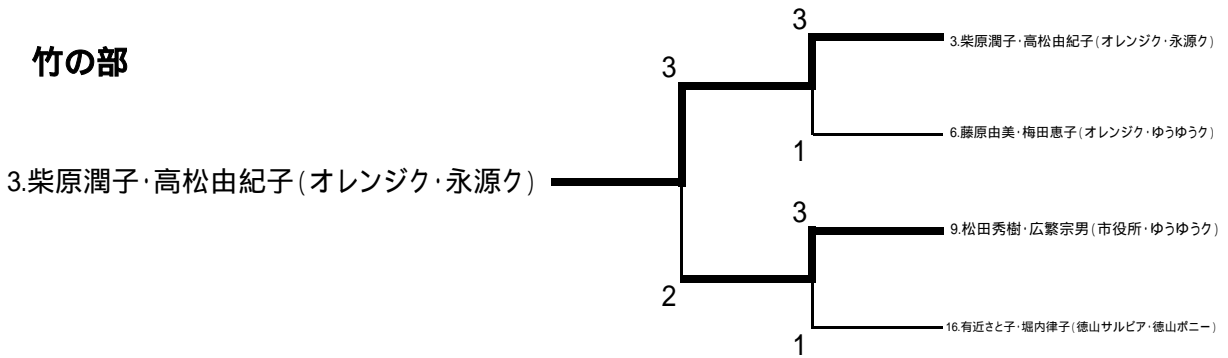 竹の部
3
3.柴原潤子･高松由紀子(オレンジク･永源ク)
3
6.藤原由美･梅田恵子(オレンジク･ゆうゆうク)
1
3.柴原潤子･高松由紀子(オレンジク･永源ク)
3
9.松田秀樹･広繁宗男(市役所･ゆうゆうク)
2
16.有近さと子･堀内律子(徳山サルビア･徳山ポニー)
1